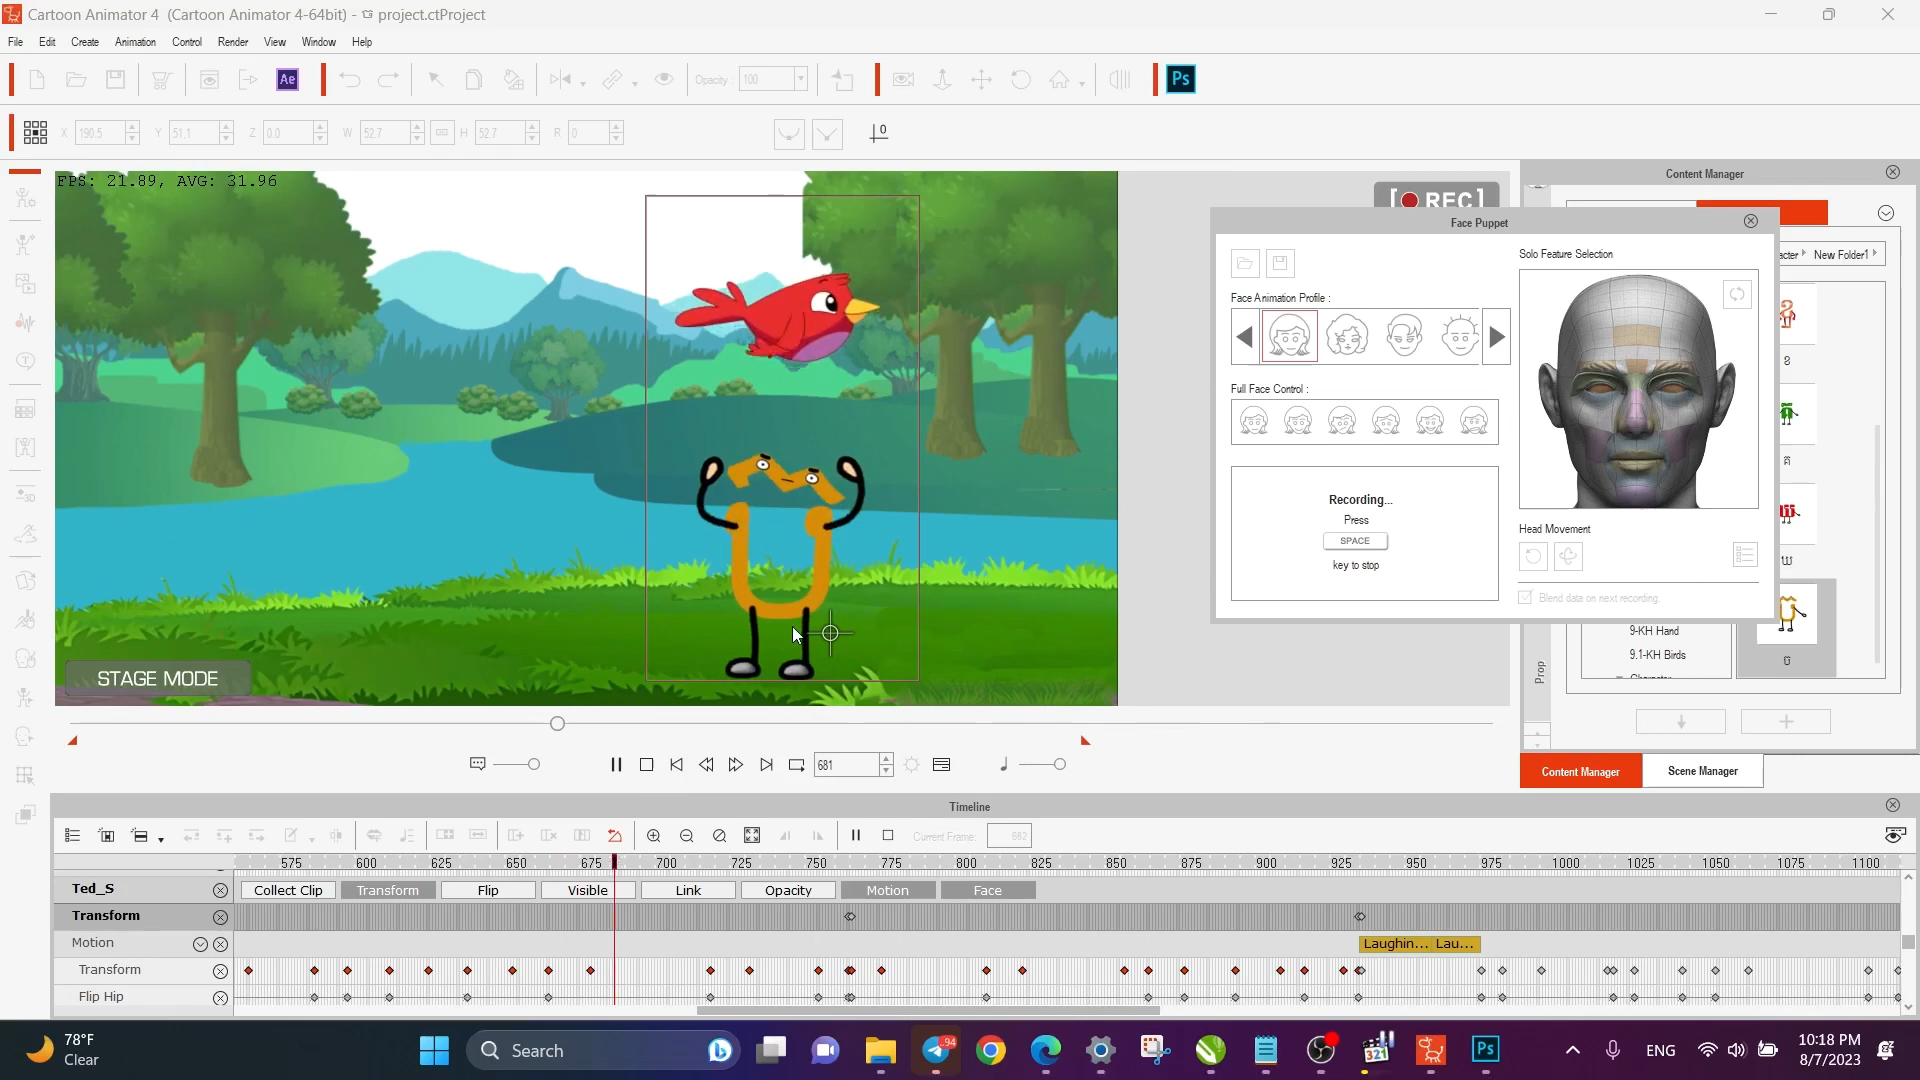 Cartoon Animator 4 (Cartoon Animator 4-64bit) - project.ctProject
File Edit Create Animation Control Render View Window Help
Ae Opacity : 100 Ps
X 190.5 Y 51.1 Z 0.0 W 52.7 H 52.7 R 0 0
FPS: 21.89, AVG: 31.96
[ REC]
STAGE MODE
Face Puppet
Face Animation Profile :
Full Face Control :
Recording...
Press
SPACE
key to stop
Solo Feature Selection
Head Movement
Blend data on next recording.
Content Manager
New Folder1
9-KH Hand
9.1-KH Birds
Prop
Content Manager Scene Manager
681
Timeline
Current Frame: 682
575 600 625 650 675 700 725 750 775 800 825 850 875 900 925 950 975 1000 1025 1050 1075 1100
Ted_S Collect Clip Transform Flip Visible Link Opacity Motion Face
Transform
Motion Laughin... Lau...
Transform
Flip Hip
78°F
Clear
Search
94
321
Ps
ENG
10:18 PM
8/7/2023